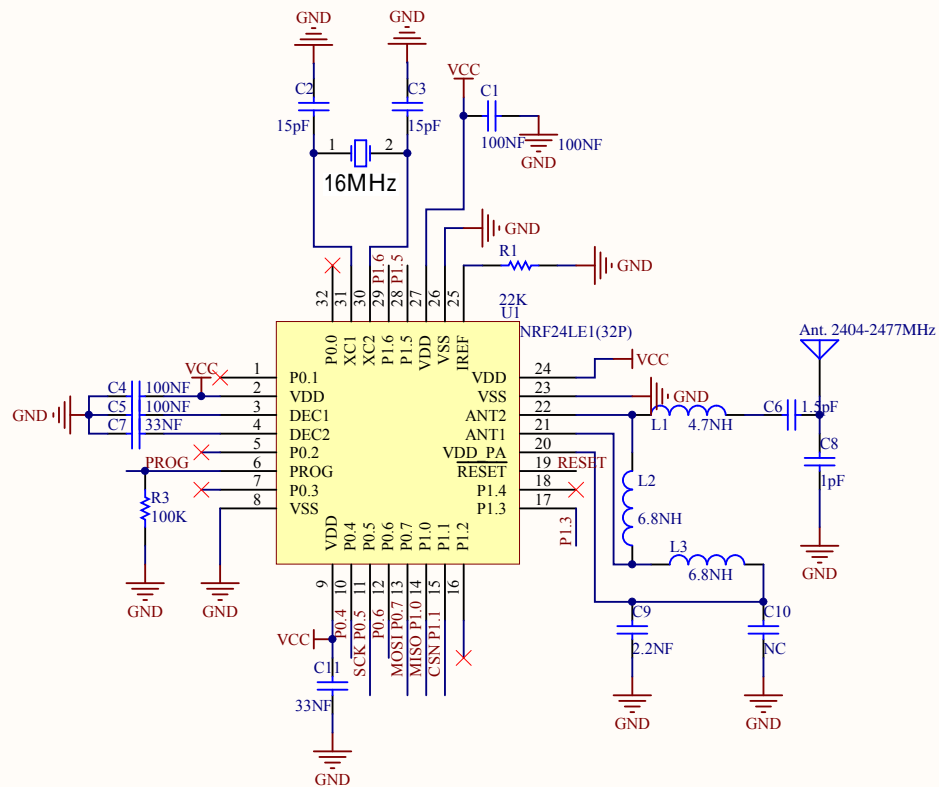 GND
GND
C2
C3
VCC
C1
15pF
15pF
100NF
100NF
GND
1
2
16MHz
GND
R1
GND
22K
U1
NRF24LE1(32P)
32
31
30
29
28
27
26
25
P1.6
P1.5
P0.0
XC1
XC2
P1.6
P1.5
VDD
VSS
IREF
Ant. 2404-2477MHz
VCC
1
P0.1
VDD
24
VCC
C4
100NF
2
VDD
VSS
23
GND
GND
C5
100NF
3
DEC1
ANT2
22
L1
4.7NH
C6
1.5pF
C7
33NF
4
DEC2
ANT1
21
5
P0.2
VDD_PA
20
C8
1pF
PROG
6
PROG
RESET
19
RESET
7
P0.3
P1.4
18
L2
R3
100K
8
VSS
P1.3
17
6.8NH
P1.3
GND
VDD
P0.4
P0.5
P0.6
P0.7
P1.0
P1.1
P1.2
L3
6.8NH
9
10
11
12
13
14
15
16
GND
GND
P0.4
SCK P0.5
P0.6
MOSI P0.7
MISO P1.0
CSN P1.1
VCC
C9
2.2NF
C10
NC
C11
33NF
GND
GND
GND